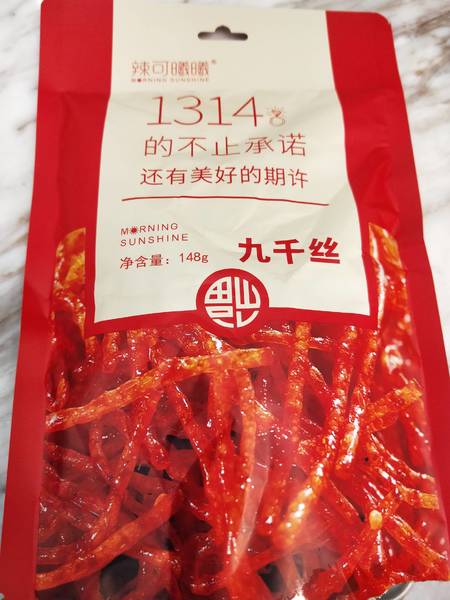 辣可曦曦®
MORNING SUNSHINE
1314
的不止承诺
还有美好的期许
MORNING
SUNSHINE
净含量：148g
九千丝